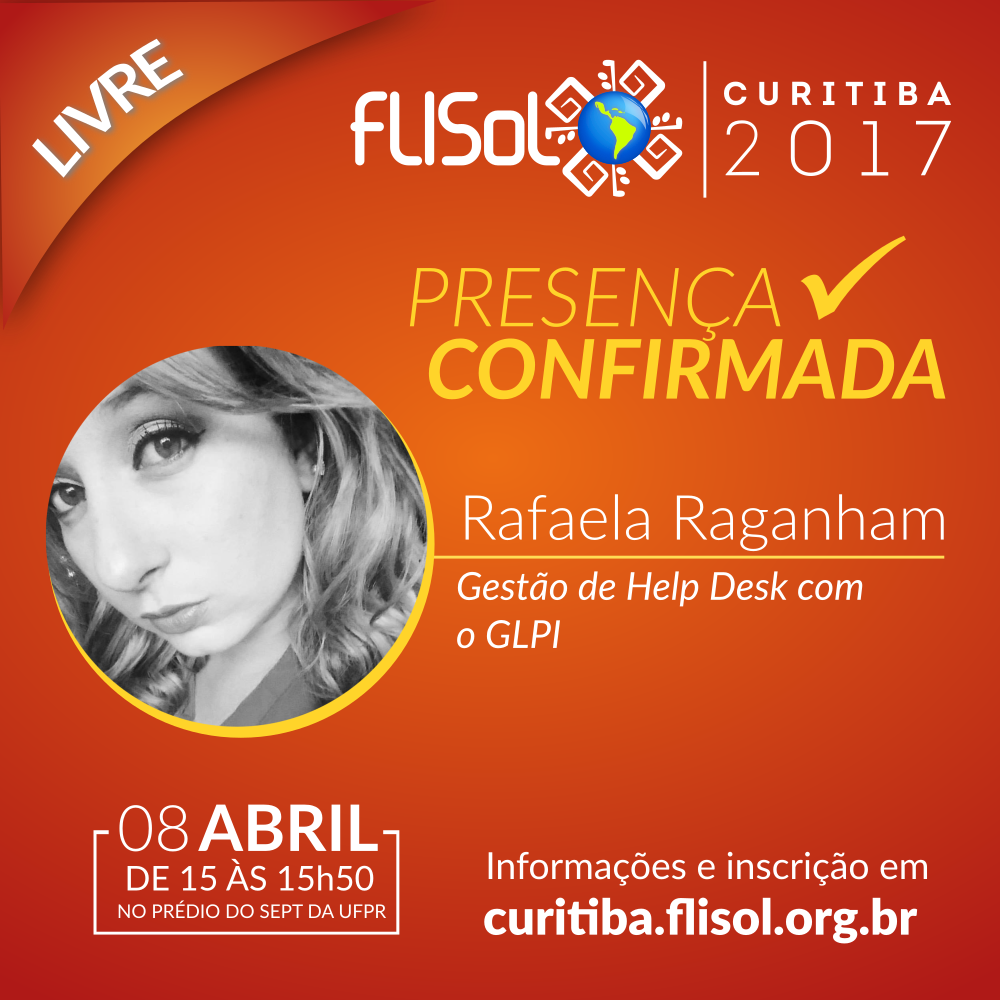 LIVRE
FLISoL
CURITIBA
2017
PRESENÇA
CONFIRMADA
Rafaela Raganham
Gestão de Help Desk com
o GLPI
08 ABRIL
DE 15 ÀS 15h50
NO PRÉDIO DO SEPT DA UFPR
Informações e inscrição em
curitiba.flisol.org.br